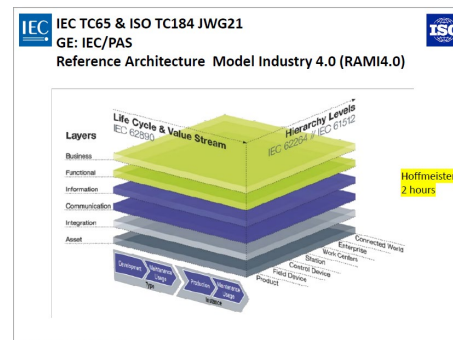 IEC
IEC TC65 & ISO TC184 JWG21
GE: IEC/PAS
Reference Architecture Model Industry 4.0 (RAMI4.0)
ISO
Life Cycle & Value Stream
IEC 62890
Hierarchy Levels
IEC 62264 // IEC 61512
Layers
Business
Functional
Information
Communication
Integration
Asset
Hoffmeister
2 hours
Connected World
Enterprise
Work Centers
Station
Control Device
Field Device
Product
Development
Maintenance
Usage
Production
Maintenance
Usage
Type
Instance